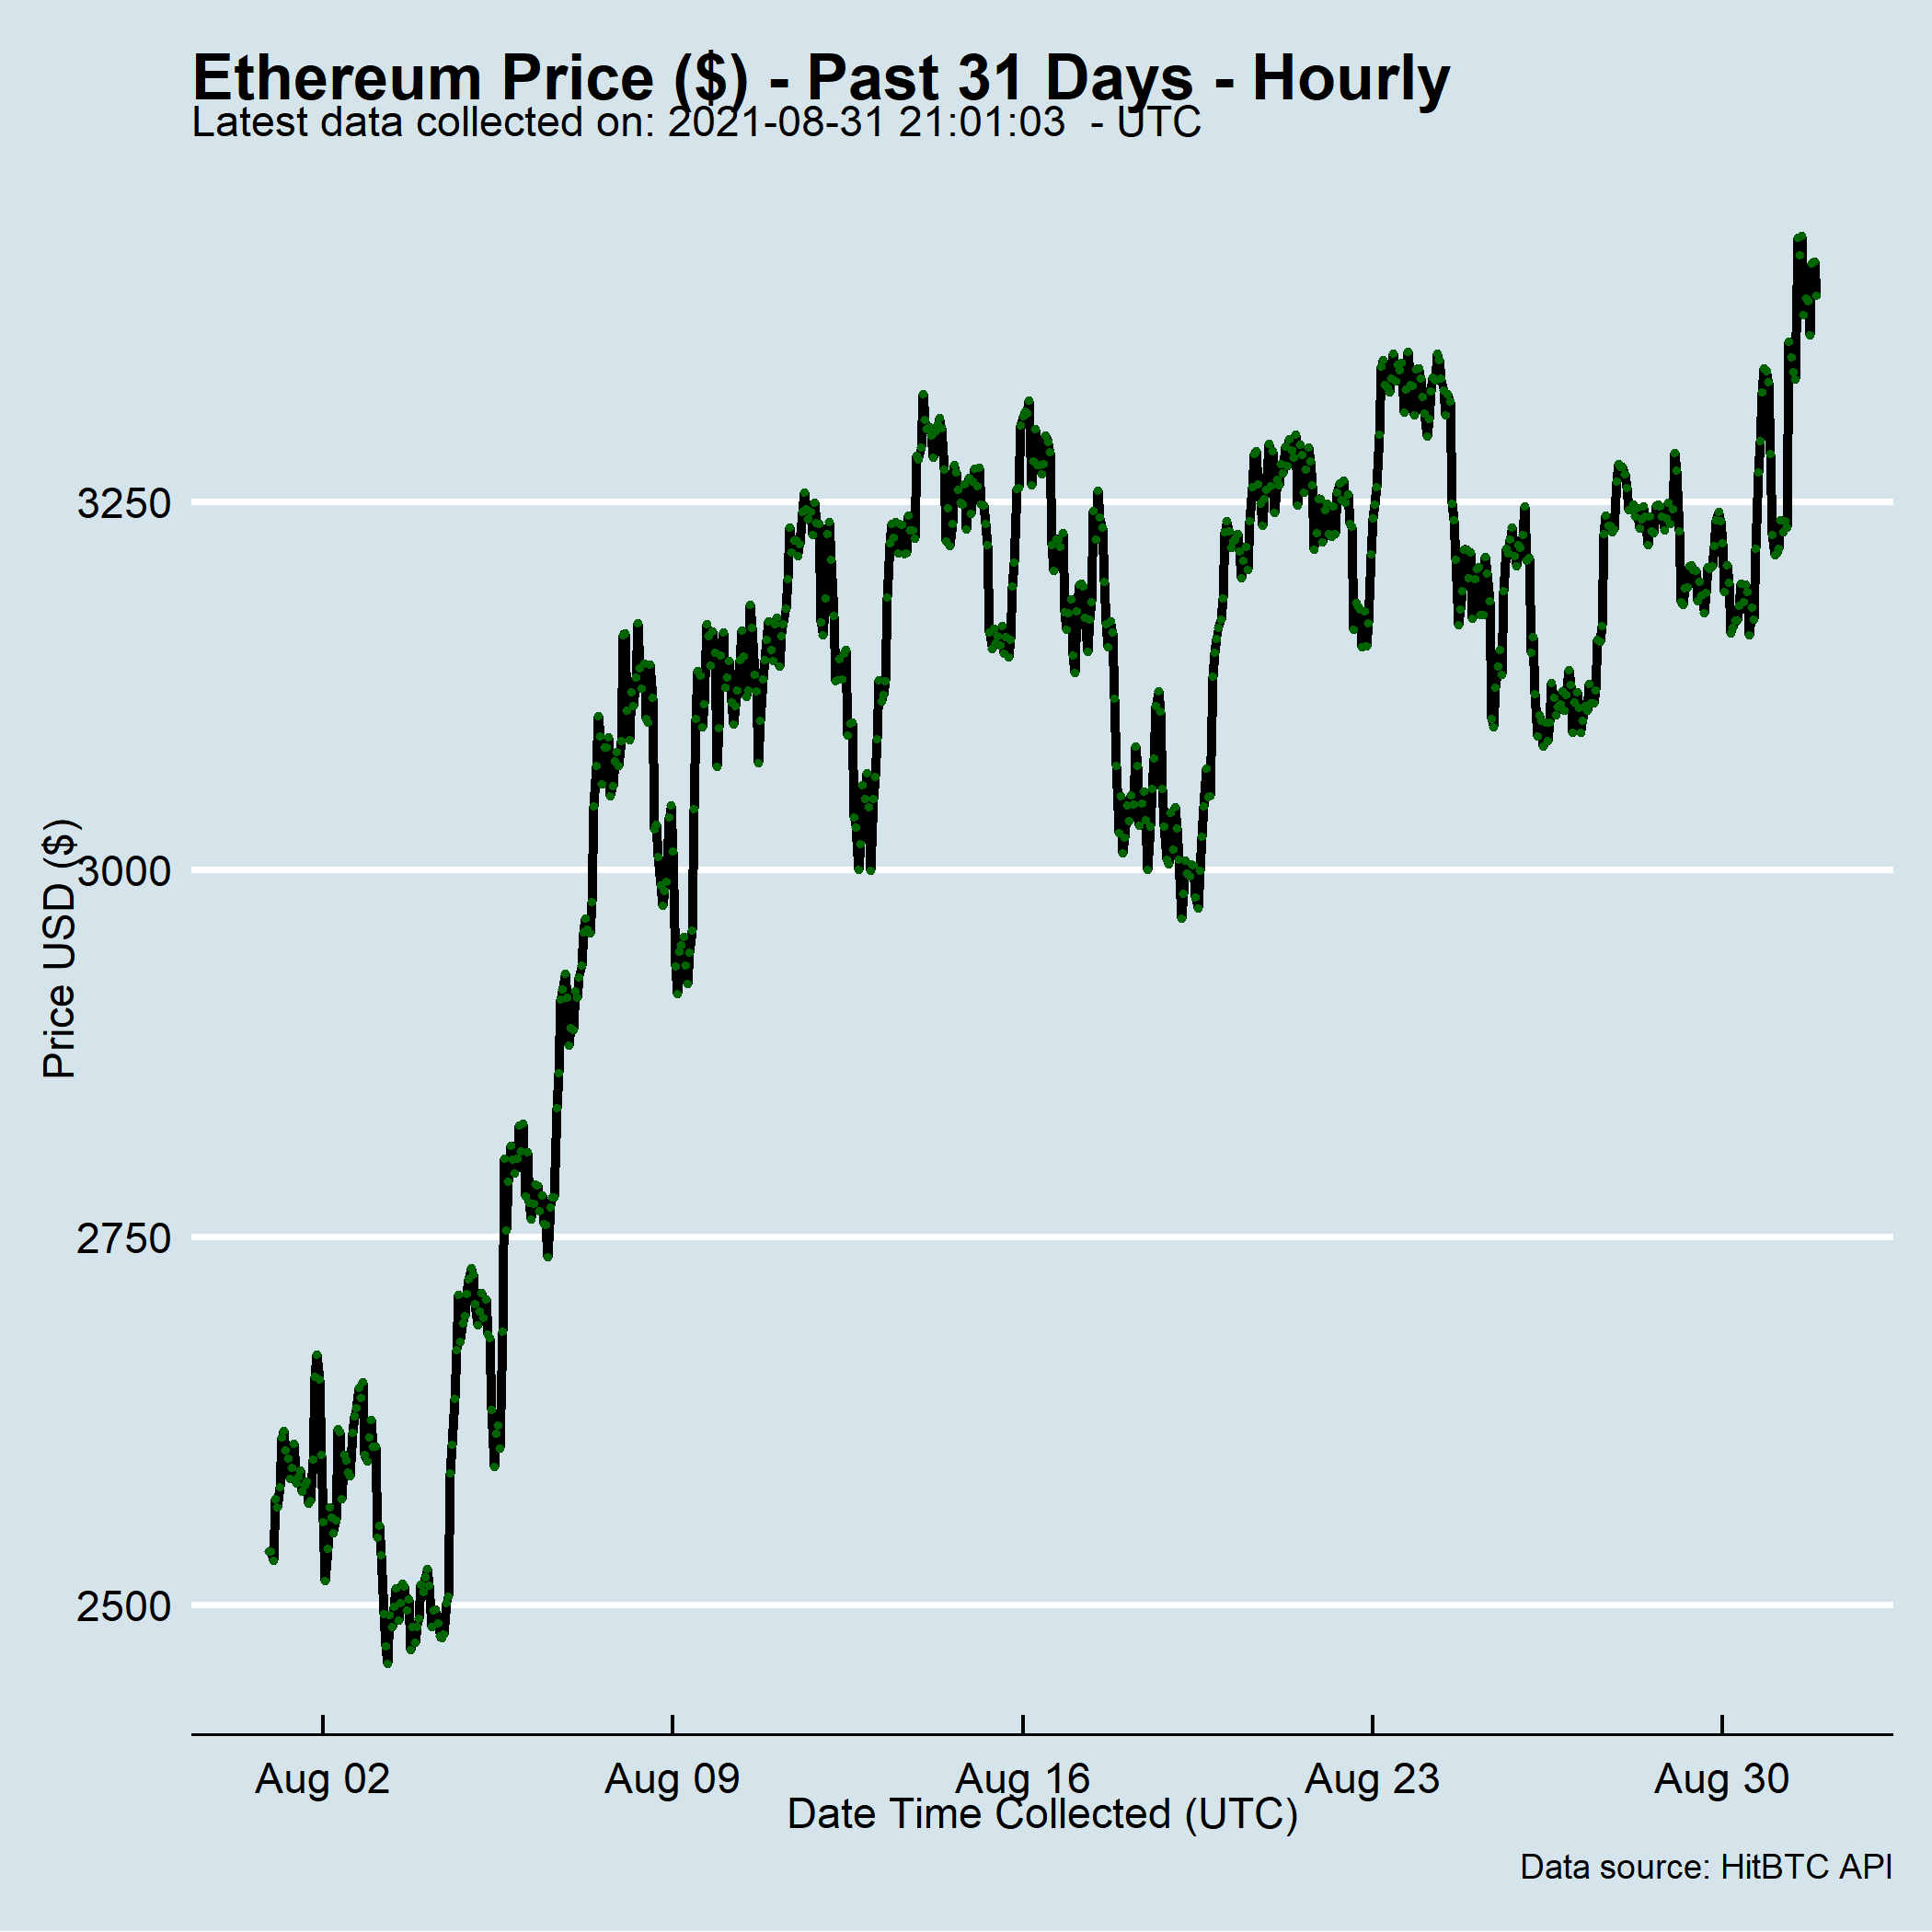 Ethereum Price ($) - Past 31 Days - Hourly
Latest data collected on: 2021-08-31 21:01:03  - UTC
Price USD ($)
3250
3000
2750
2500
Aug 02
Aug 09
Aug 16
Aug 23
Aug 30
Date Time Collected (UTC)
Data source: HitBTC API